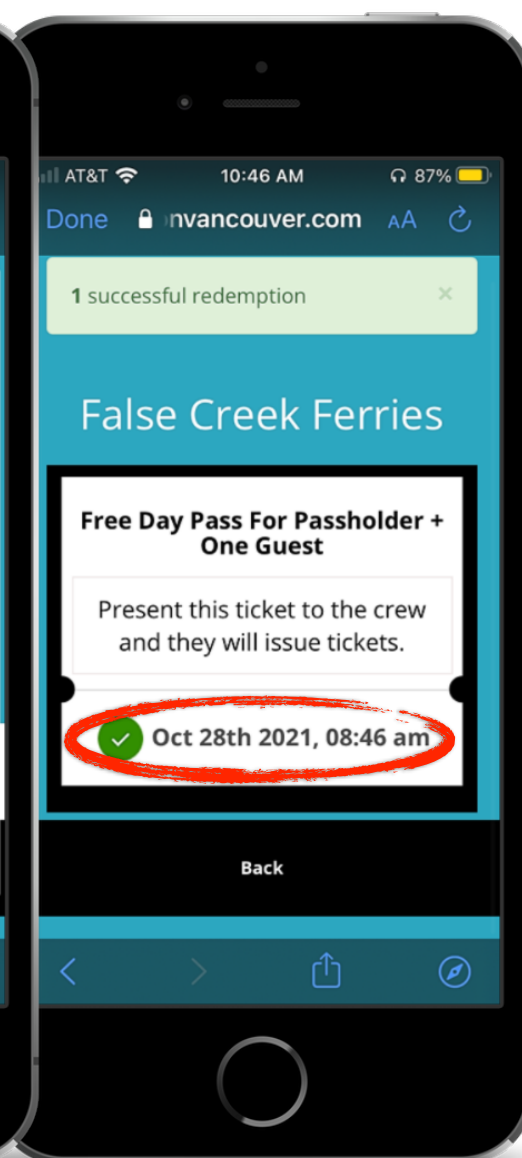 AT&T 10:46 AM 87%
Done nvancouver.com AA
1 successful redemption ×
False Creek Ferries
Free Day Pass For Passholder +
One Guest
Present this ticket to the crew
and they will issue tickets.
Oct 28th 2021, 08:46 am
Back